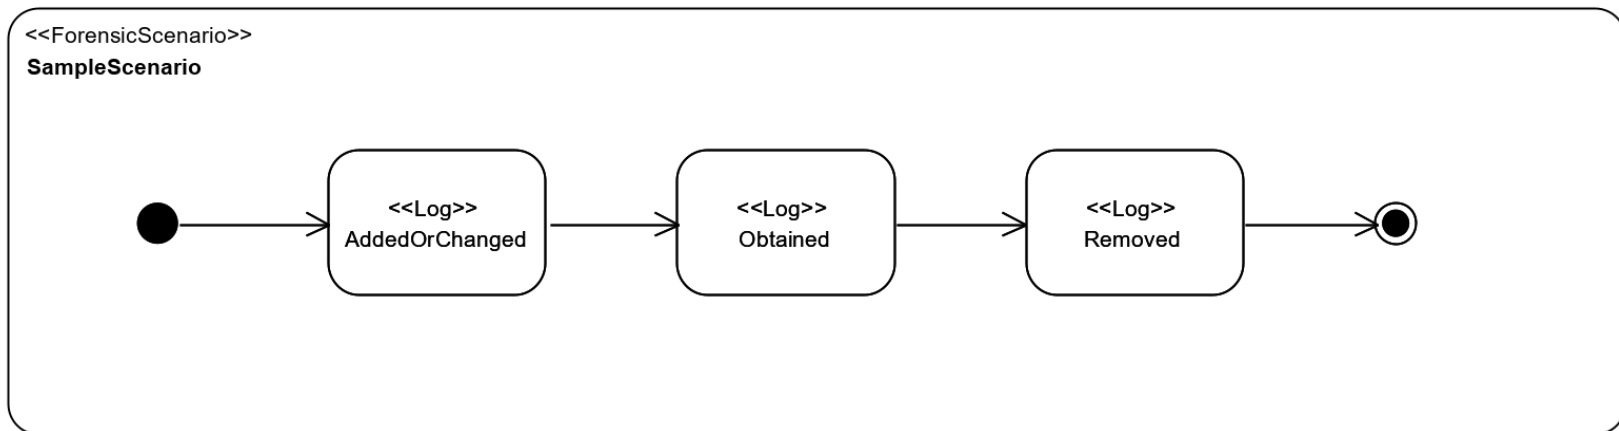 <<ForensicScenario>>
SampleScenario
<<Log>>
AddedOrChanged
<<Log>>
Obtained
<<Log>>
Removed